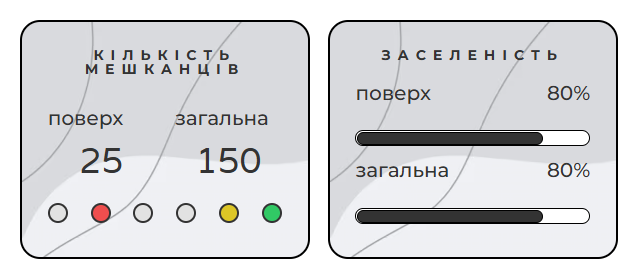 КІЛЬКІСТЬ
МЕШКАНЦІВ
поверх загальна
25 150
ЗАСЕЛЕНІСТЬ
поверх 80%
загальна 80%